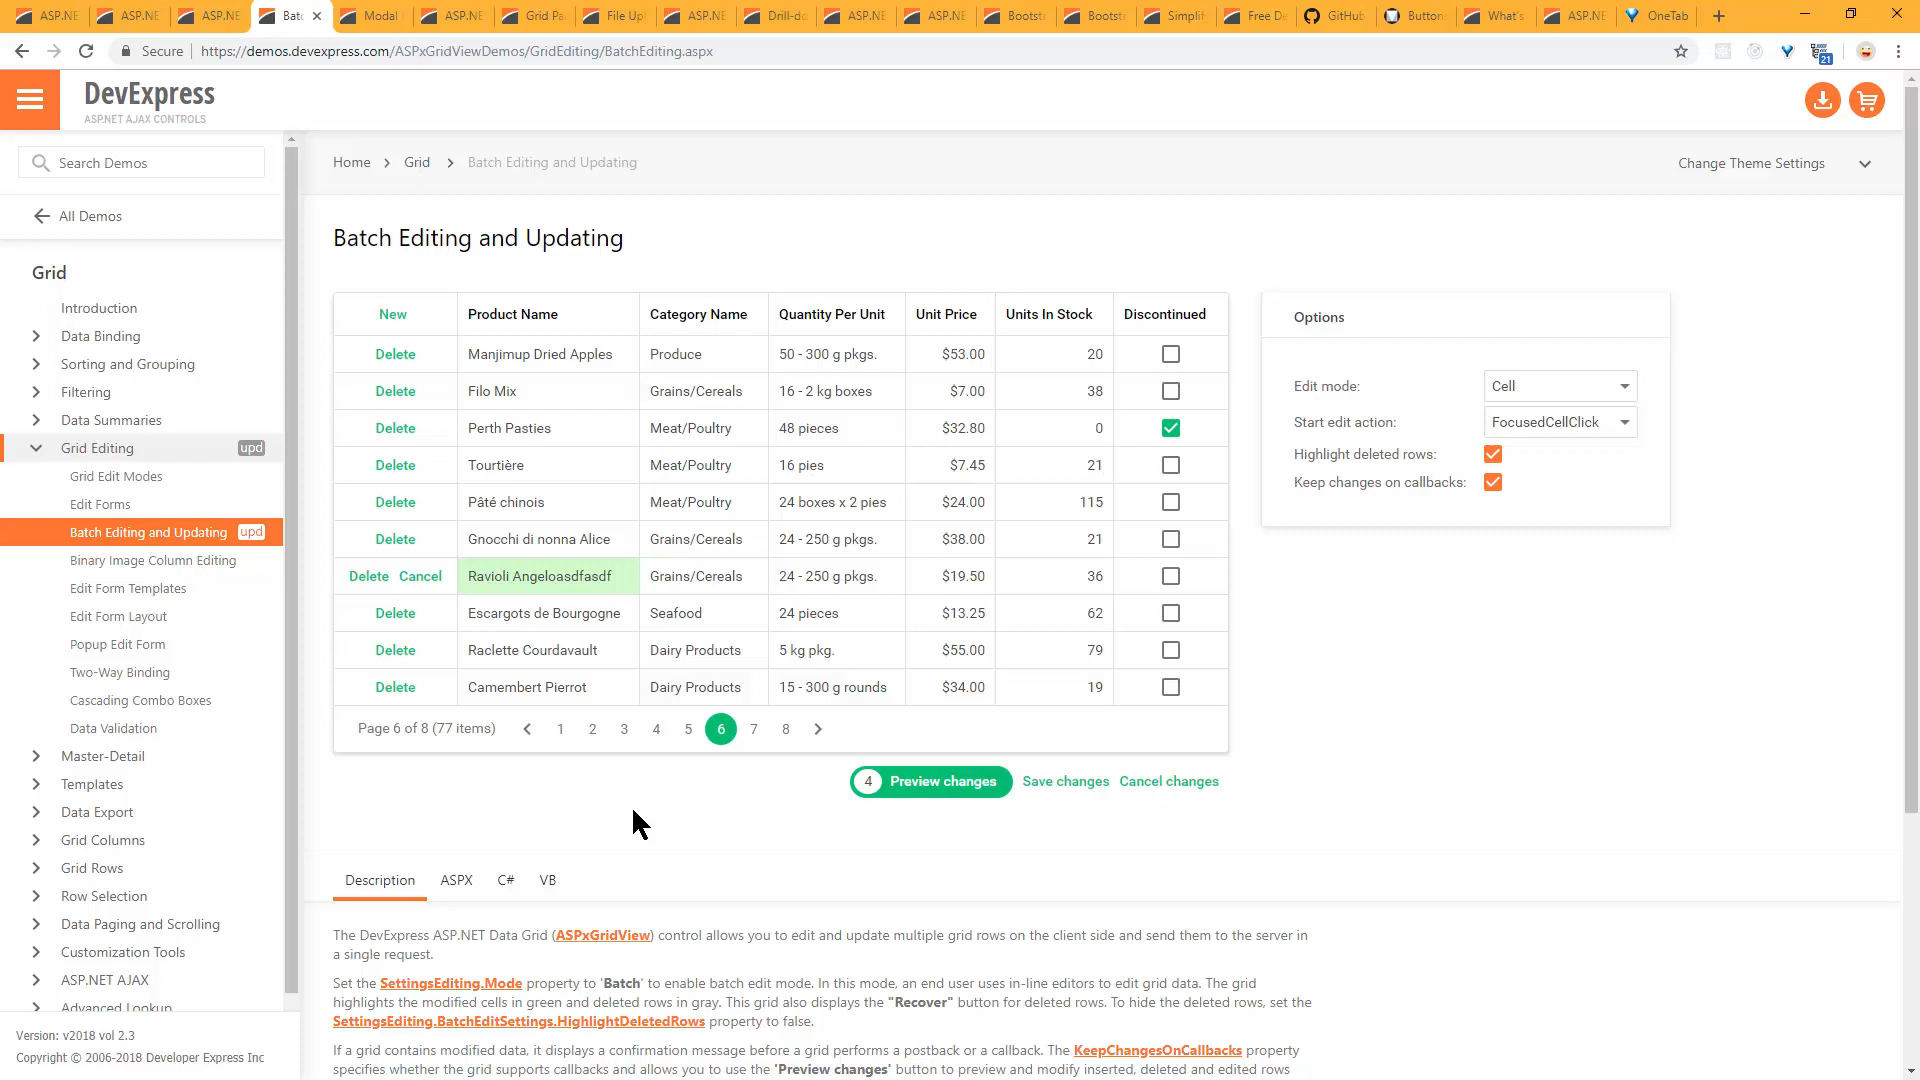 ASP.NE
ASP.NE
ASP.NE
Batc
Modal
ASP.NE
Grid Pa
File Up
ASP.NE
Drill-do
ASP.NE
ASP.NE
Bootst
Bootst
Simplif
Free De
GitHub
Button
What's
ASP.NE
OneTab
Secure
https://demos.devexpress.com/ASPxGridViewDemos/GridEditing/BatchEditing.aspx
21
DevExpress
ASP.NET AJAX CONTROLS
Search Demos
All Demos
Grid
Introduction
Data Binding
Sorting and Grouping
Filtering
Data Summaries
Grid Editing upd
Grid Edit Modes
Edit Forms
Batch Editing and Updating upd
Binary Image Column Editing
Edit Form Templates
Edit Form Layout
Popup Edit Form
Two-Way Binding
Cascading Combo Boxes
Data Validation
Master-Detail
Templates
Data Export
Grid Columns
Grid Rows
Row Selection
Data Paging and Scrolling
Customization Tools
ASP.NET AJAX
Advanced Lookup
Version: v2018 vol 2.3
Copyright © 2006-2018 Developer Express Inc
Home > Grid > Batch Editing and Updating
Change Theme Settings
Batch Editing and Updating
New Product Name Category Name Quantity Per Unit Unit Price Units In Stock Discontinued
Delete Manjimup Dried Apples Produce 50 - 300 g pkgs. $53.00 20
Delete Filo Mix Grains/Cereals 16 - 2 kg boxes $7.00 38
Delete Perth Pasties Meat/Poultry 48 pieces $32.80 0
Delete Tourtière Meat/Poultry 16 pies $7.45 21
Delete Pâté chinois Meat/Poultry 24 boxes x 2 pies $24.00 115
Delete Gnocchi di nonna Alice Grains/Cereals 24 - 250 g pkgs. $38.00 21
Delete Cancel Ravioli Angeloasdfasdf Grains/Cereals 24 - 250 g pkgs. $19.50 36
Delete Escargots de Bourgogne Seafood 24 pieces $13.25 62
Delete Raclette Courdavault Dairy Products 5 kg pkg. $55.00 79
Delete Camembert Pierrot Dairy Products 15 - 300 g rounds $34.00 19
Page 6 of 8 (77 items) 1 2 3 4 5 6 7 8
4 Preview changes Save changes Cancel changes
Options
Edit mode: Cell
Start edit action: FocusedCellClick
Highlight deleted rows:
Keep changes on callbacks:
Description ASPX C# VB
The DevExpress ASP.NET Data Grid (ASPxGridView) control allows you to edit and update multiple grid rows on the client side and send them to the server in
a single request.
Set the SettingsEditing.Mode property to 'Batch' to enable batch edit mode. In this mode, an end user uses in-line editors to edit grid data. The grid
highlights the modified cells in green and deleted rows in gray. This grid also displays the "Recover" button for deleted rows. To hide the deleted rows, set the
SettingsEditing.BatchEditSettings.HighlightDeletedRows property to false.
If a grid contains modified data, it displays a confirmation message before a grid performs a postback or a callback. The KeepChangesOnCallbacks property
specifies whether the grid supports callbacks and allows you to use the 'Preview changes' button to preview and modify inserted, deleted and edited rows